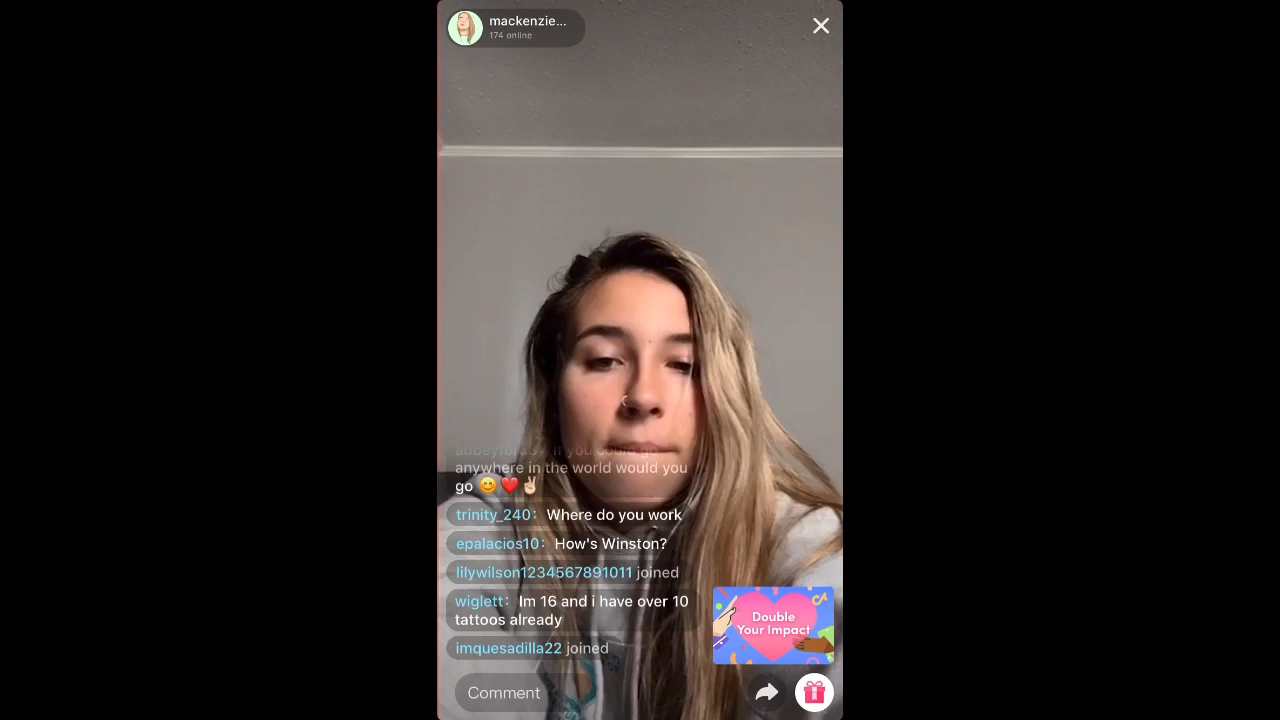 mackenzie...
174 online
anywhere in the world would you
go 😊❤️✌🏻
trinity_240: Where do you work
epalacios10: How's Winston?
lilywilson1234567891011 joined
wiglett: Im 16 and i have over 10
tattoos already
imquesadilla22 joined
Double
Your Impact
Comment